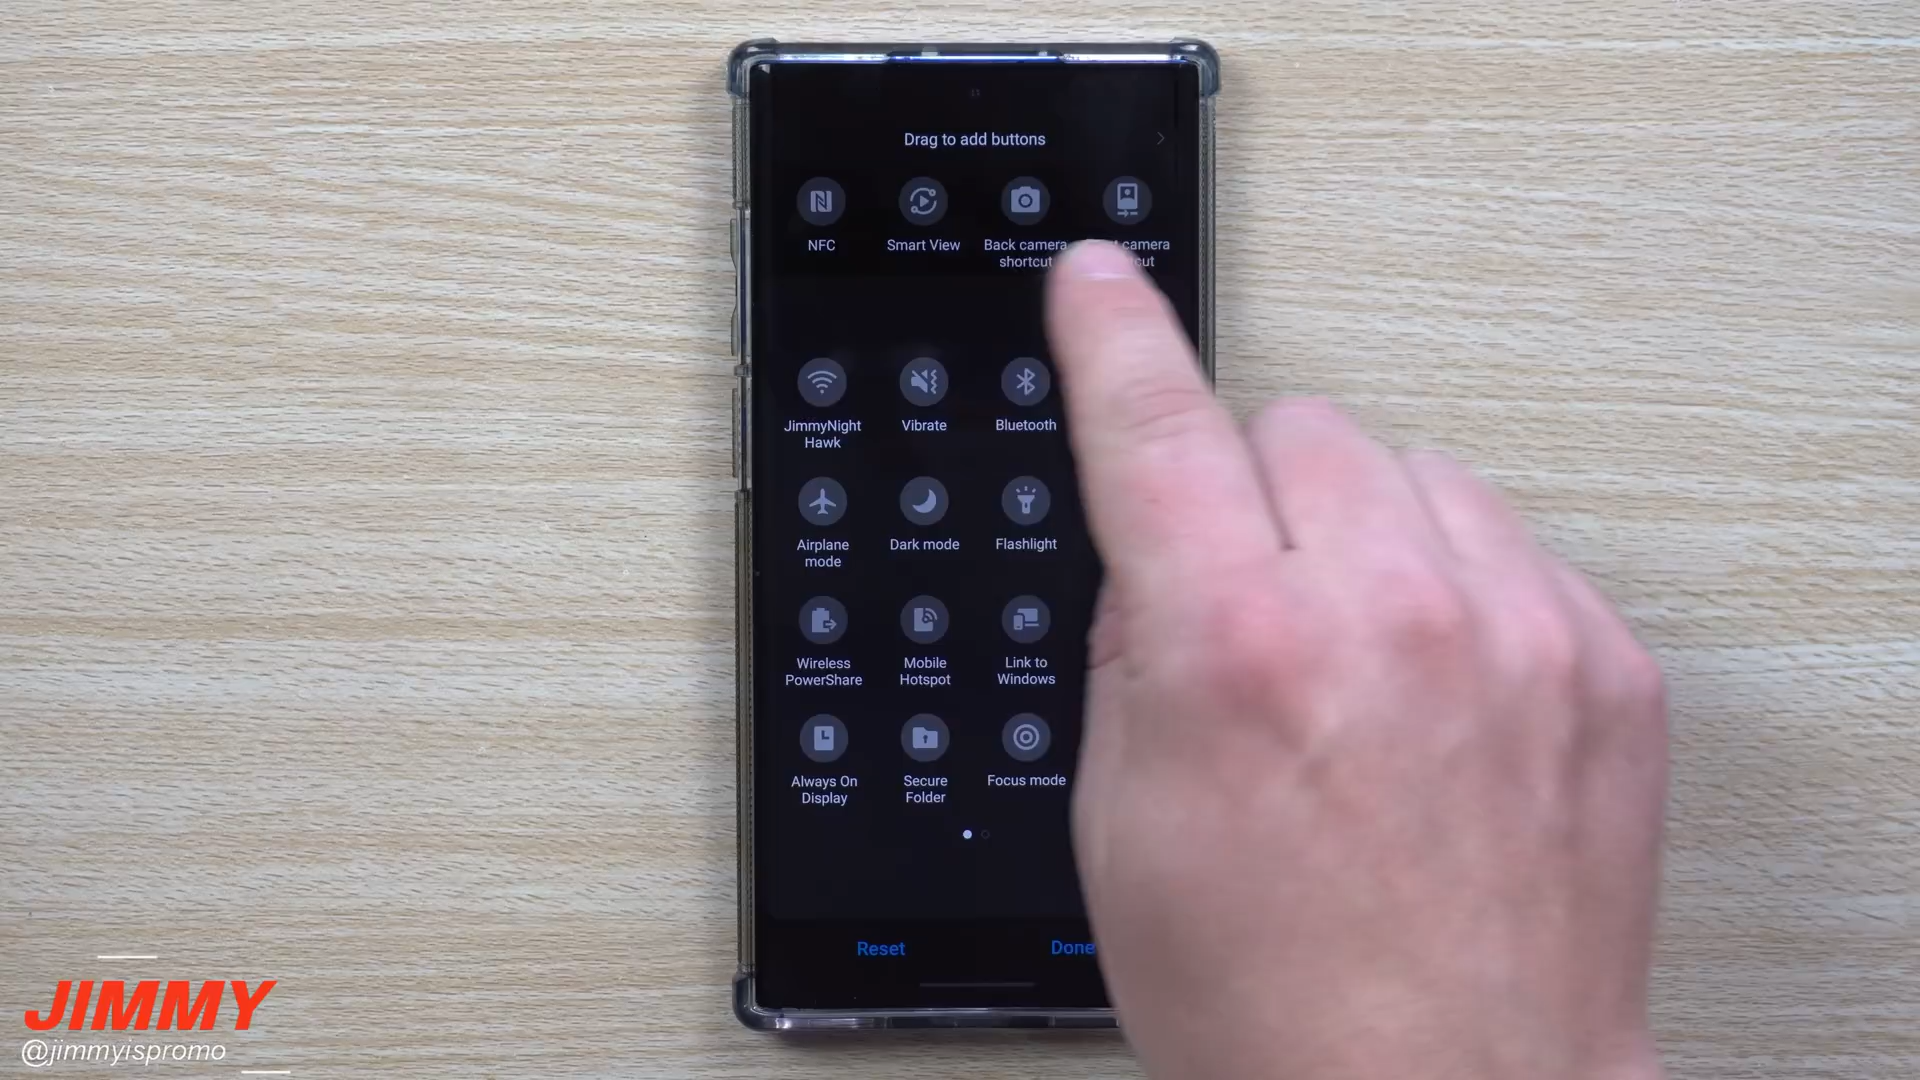 Drag to add buttons
NFC
Smart View
Back camera
shortcut
camera
JimmyNight
Hawk
Vibrate
Bluetooth
Airplane
mode
Dark mode
Flashlight
Wireless
PowerShare
Mobile
Hotspot
Link to
Windows
Always On
Display
Secure
Folder
Focus mode
Reset
Done
JIMMY
@jimmyispromo